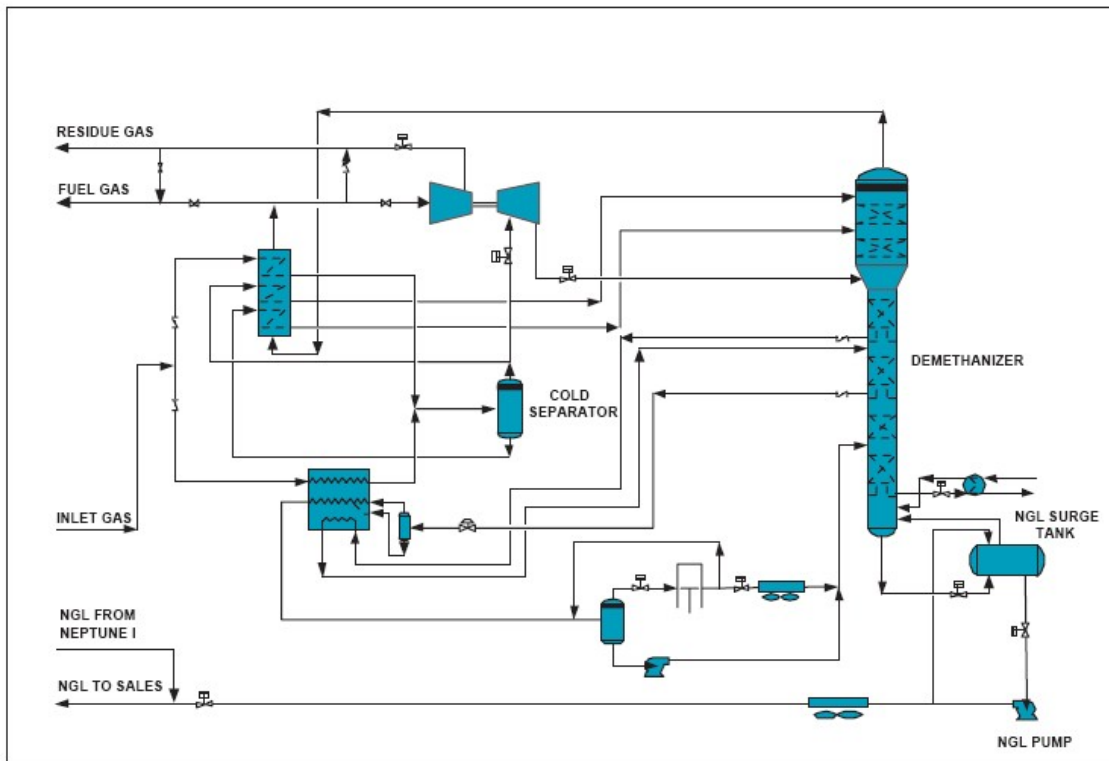 RESIDUE GAS
FUEL GAS
DEMETHANIZER
COLD
SEPARATOR
INLET GAS
NGL SURGE
TANK
NGL FROM
NEPTUNE I
NGL TO SALES
NGL PUMP